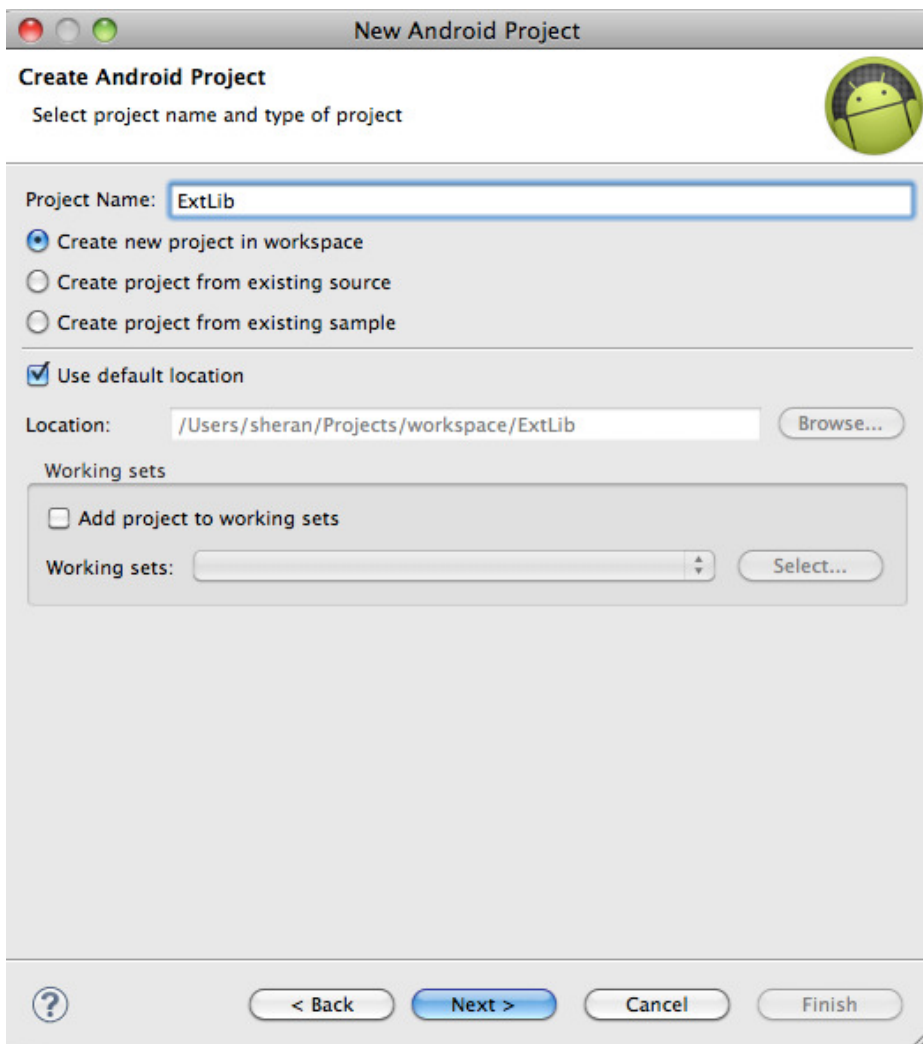 New Android Project
Create Android Project
Select project name and type of project
Project Name: ExtLib
Create new project in workspace
Create project from existing source
Create project from existing sample
Use default location
Location: /Users/sheran/Projects/workspace/ExtLib Browse...
Working sets
Add project to working sets
Working sets: Select...
? < Back Next > Cancel Finish